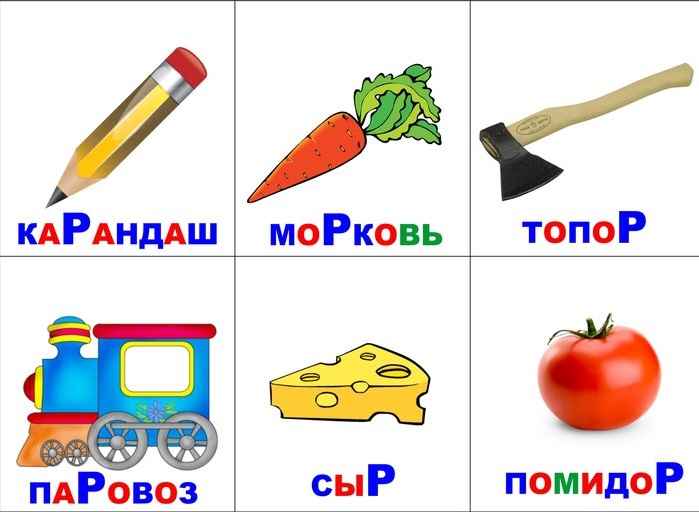 каРандаш
моРковь
топоР
паРовоз
сыР
помидоР